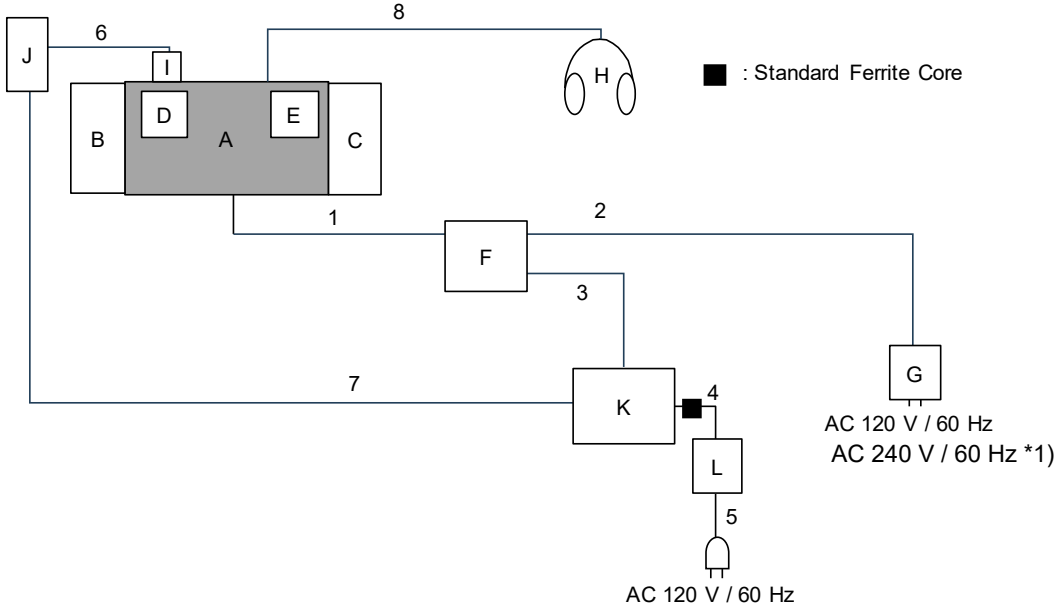 8
6
J
I
H
: Standard Ferrite Core
D
E
B
A
C
1
2
F
3
G
7
4
K
AC 120 V / 60 Hz
AC 240 V / 60 Hz *1)
L
5
AC 120 V / 60 Hz